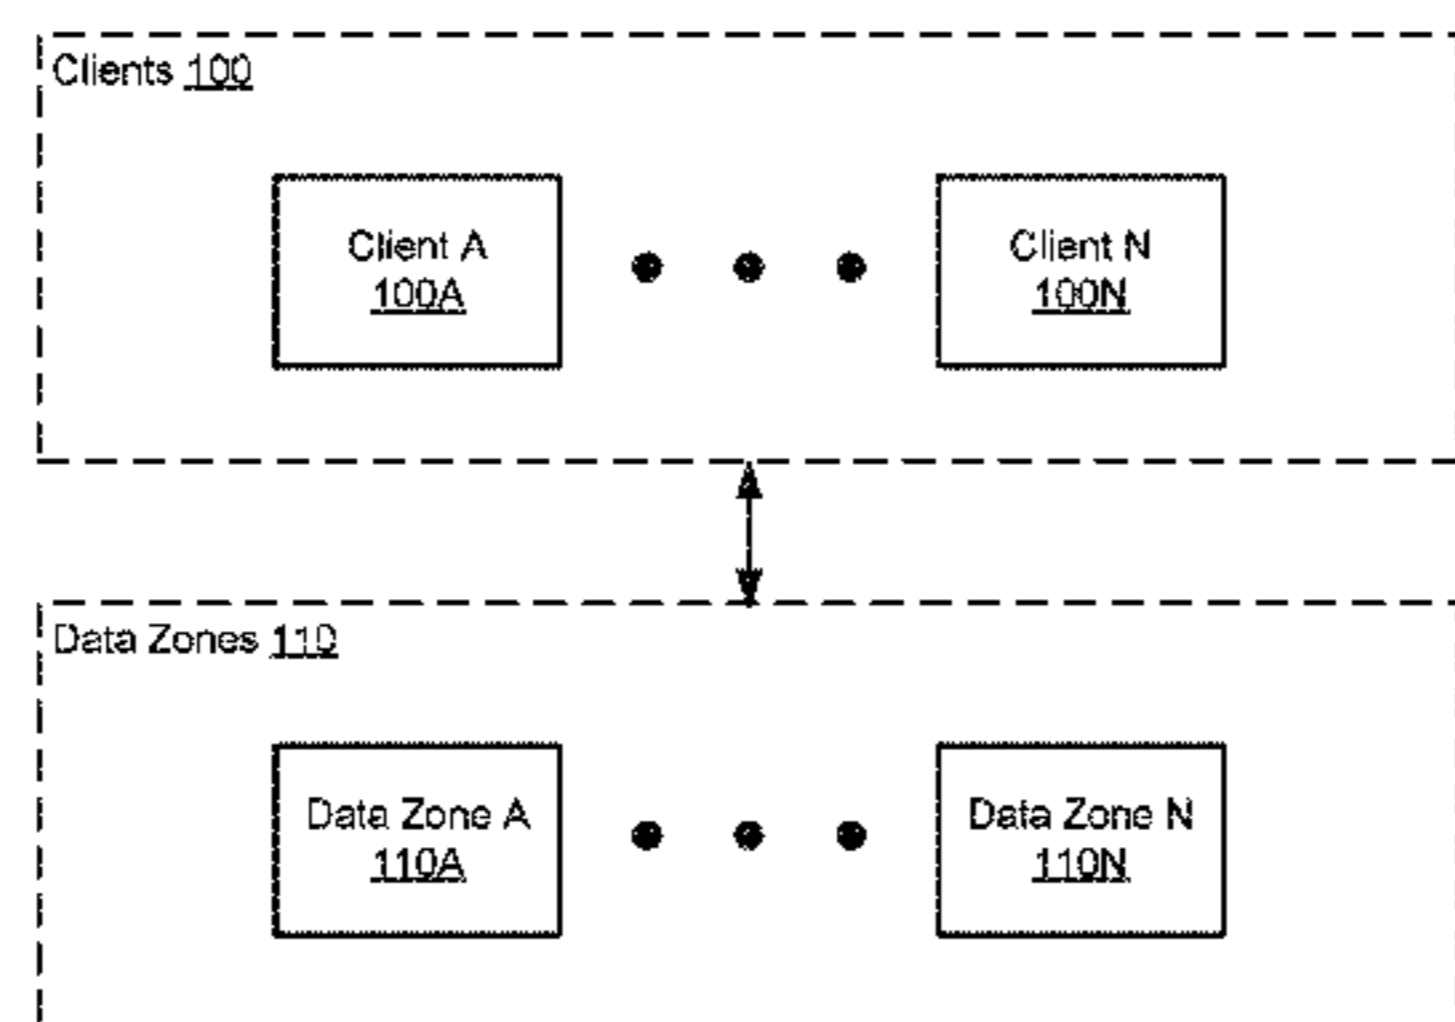 Clients 100
Client A
100A
Client N
100N
Data Zones 110
Data Zone A
110A
Data Zone N
110N